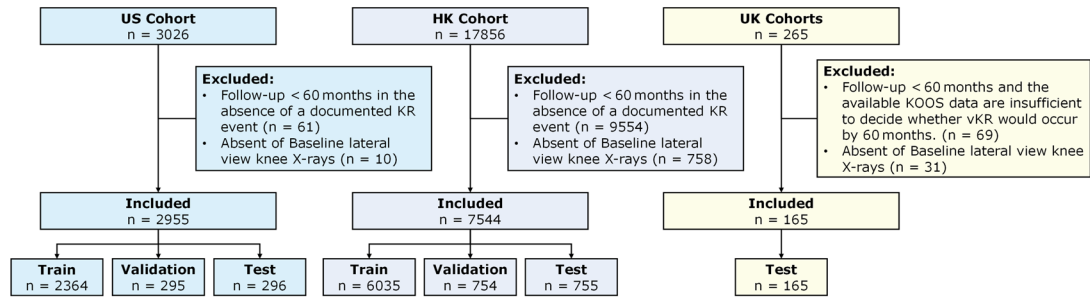 US Cohort
n = 3026
HK Cohort
n = 17856
UK Cohorts
n = 265
Excluded:
• Follow-up < 60 months in the
absence of a documented KR
event (n = 61)
• Absent of Baseline lateral
view knee X-rays (n = 10)
Excluded:
• Follow-up < 60 months in the
absence of a documented KR
event (n = 9554)
• Absent of Baseline lateral
view knee X-rays (n = 758)
Excluded:
• Follow-up < 60 months and the
available KOOS data are insufficient
to decide whether vKR would occur
by 60 months. (n = 69)
• Absent of Baseline lateral view knee
X-rays (n = 31)
Included
n = 2955
Included
n = 7544
Included
n = 165
Train
n = 2364
Validation
n = 295
Test
n = 296
Train
n = 6035
Validation
n = 754
Test
n = 755
Test
n = 165